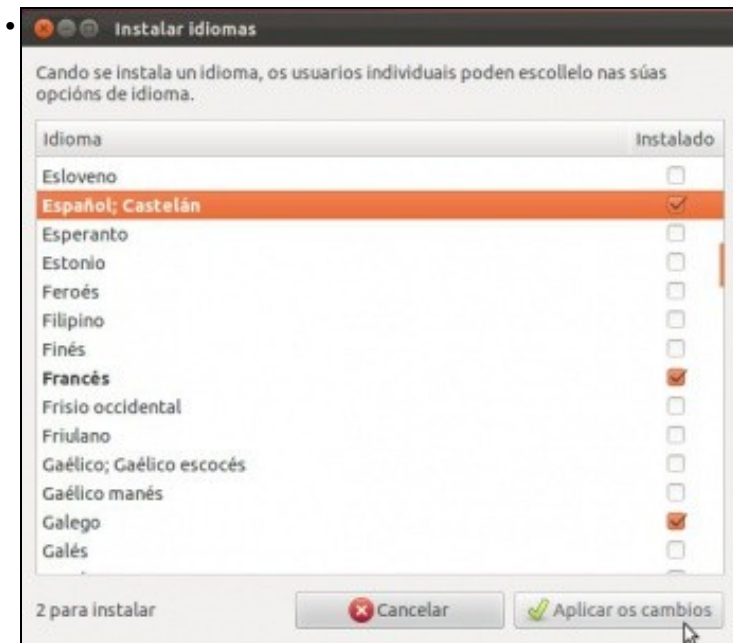 Instalar idiomas
Cando se instala un idioma, os usuarios individuais poden escollelo nas súas
opcións de idioma.
Idioma Instalado
Esloveno
Español; Castelán
Esperanto
Estonio
Feroés
Filipino
Finés
Francés
Frisio occidental
Friulano
Gaélico; Gaélico escocés
Gaélico manés
Galego
Galés
2 para instalar Cancelar Aplicar os cambios